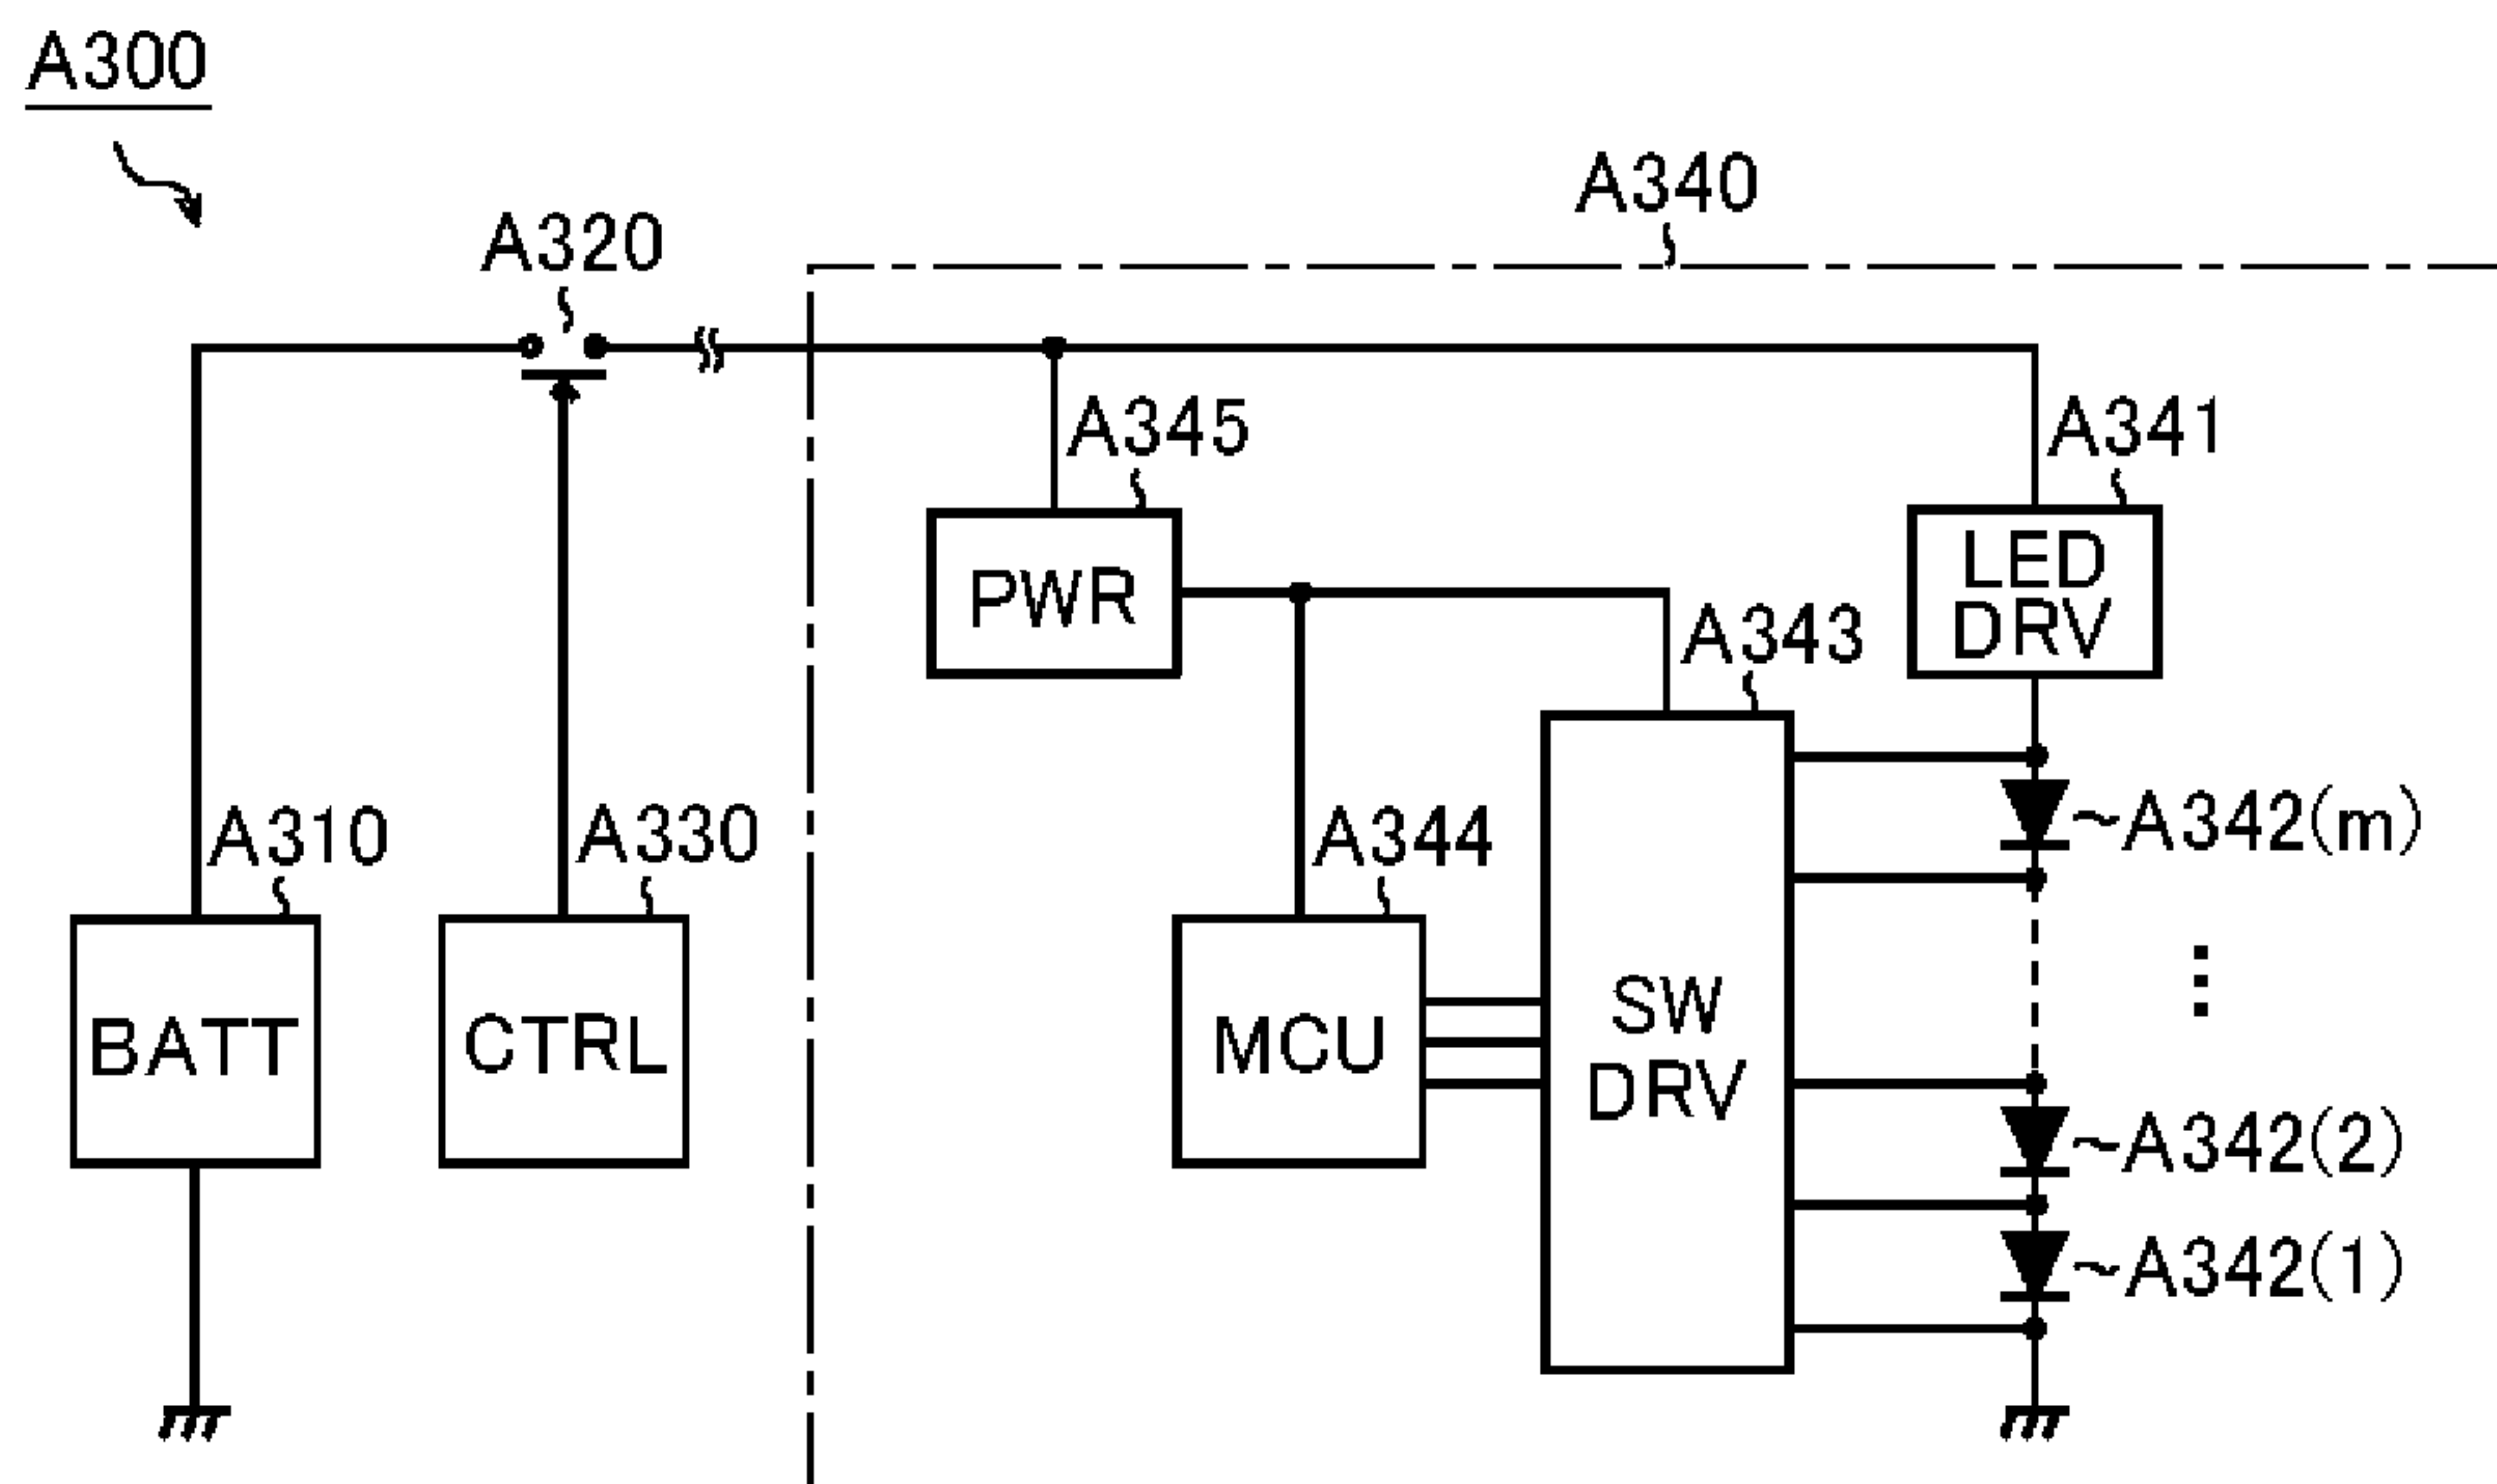 A300
A340
A320
A345
A341
PWR
LED
DRV
A343
A310
A330
A344
~A342(m)
BATT
CTRL
MCU
SW
DRV
⋮
~A342(2)
~A342(1)